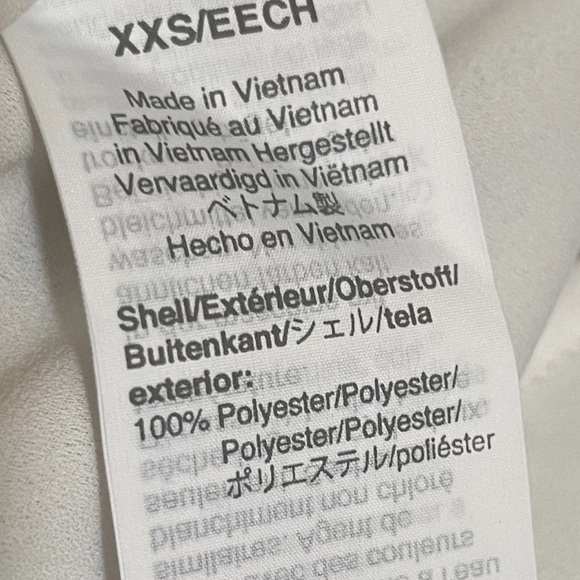 XXS/EECH
Made in Vietnam
Fabriqué au Vietnam
in Vietnam Hergestellt
Vervaardigd in Viëtnam
ベトナム製
Hecho en Vietnam
Shell/Extérieur/Oberstoff/
Buitenkant/シェル/tela
exterior:
100% Polyester/Polyester/
Polyester/Polyester/
ポリエステル/poliéster